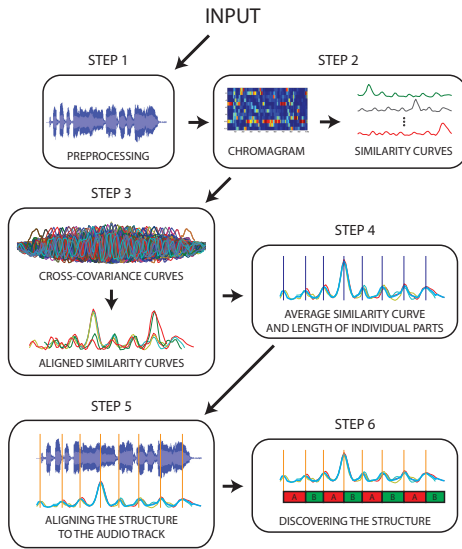 INPUT
STEP 1
PREPROCESSING
STEP 2
CHROMAGRAM
SIMILARITY CURVES
STEP 3
CROSS-COVARIANCE CURVES
ALIGNED SIMILARITY CURVES
STEP 4
AVERAGE SIMILARITY CURVE
AND LENGTH OF INDIVIDUAL PARTS
STEP 5
ALIGNING THE STRUCTURE
TO THE AUDIO TRACK
STEP 6
A B A B A B A B
DISCOVERING THE STRUCTURE